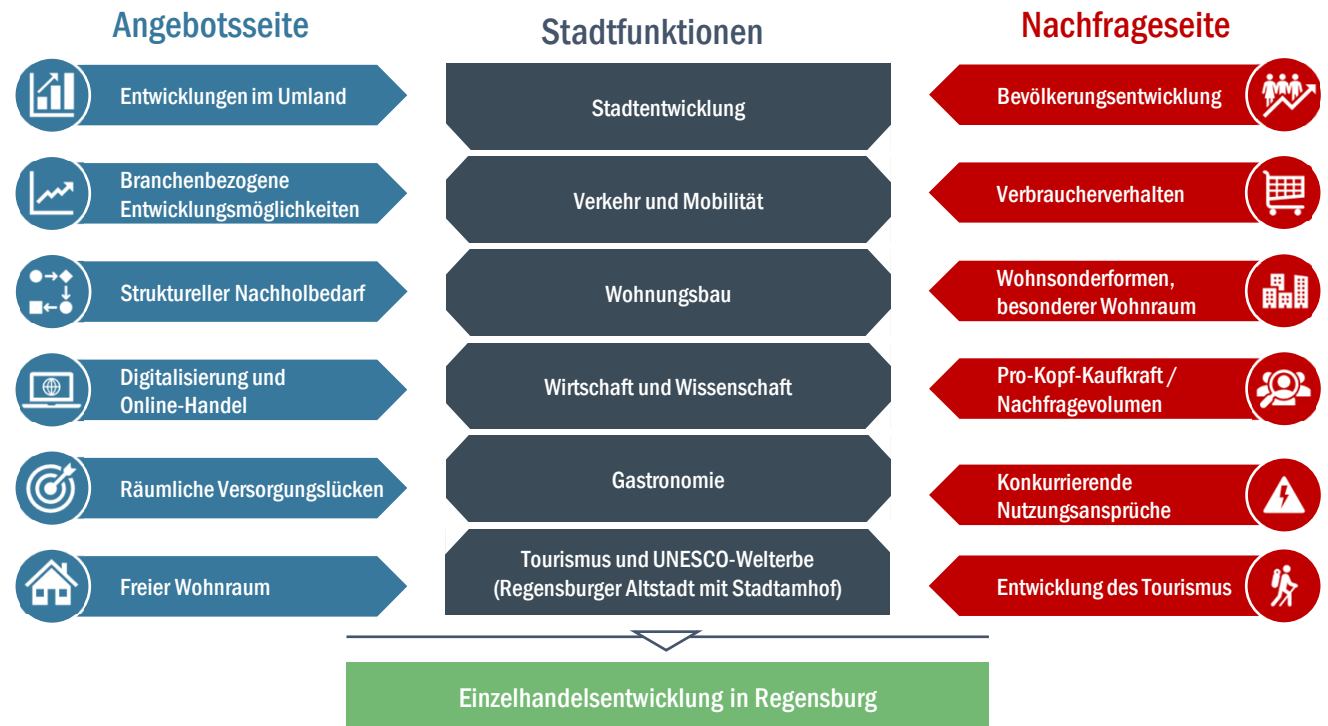 Angebotsseite
Entwicklungen im Umland
Branchenbezogene
Entwicklungsmöglichkeiten
Struktureller Nachholbedarf
Digitalisierung und
Online-Handel
Räumliche Versorgungslücken
Freier Wohnraum
Stadtfunktionen
Stadtentwicklung
Verkehr und Mobilität
Wohnungsbau
Wirtschaft und Wissenschaft
Gastronomie
Tourismus und UNESCO-Welterbe
(Regensburger Altstadt mit Stadtamhof)
Nachfrageseite
Bevölkerungsentwicklung
Verbraucherverhalten
Wohnsonderformen,
besonderer Wohnraum
Pro-Kopf-Kaufkraft /
Nachfragevolumen
Konkurrierende
Nutzungsansprüche
Entwicklung des Tourismus
Einzelhandelsentwicklung in Regensburg